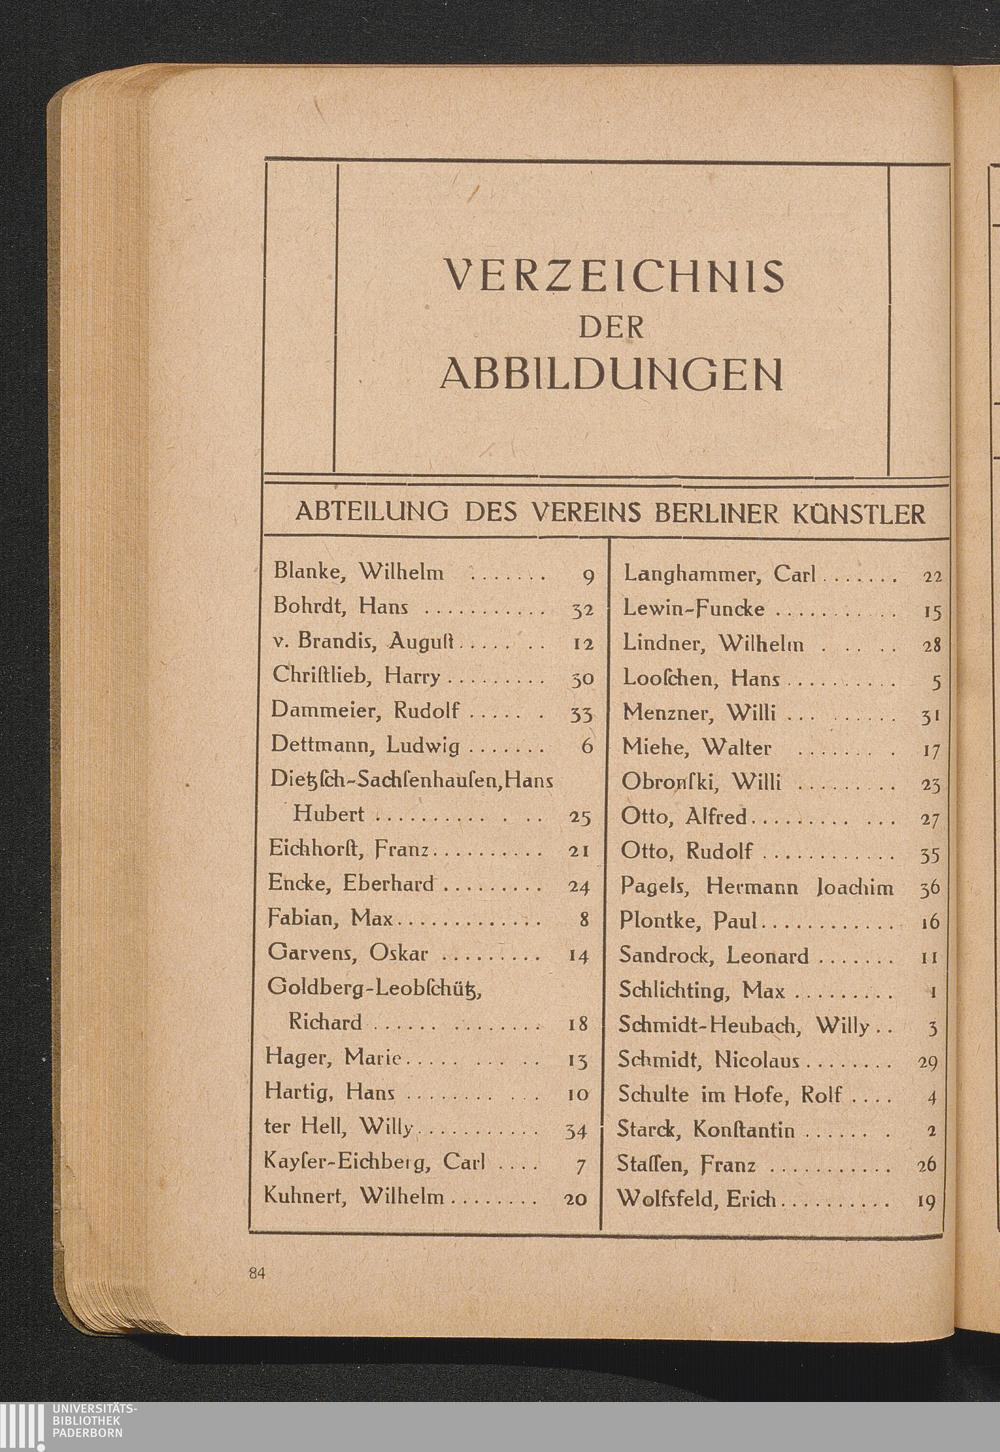 VERZEICHNIS
DER
ABBILDUNGEN
ABTEILUNG DES VEREINS BERLINER KÜNSTLER
Blanke, Wilhelm ....... 9
Bohrdt, Hans ........... 32
v. Brandis, Auguſt ....... 12
Chriſtlieb, Harry ......... 30
Dammeier, Rudolf ...... 33
Dettmann, Ludwig ....... 6
Dietzſch-Sachſenhauſen, Hans
Hubert ............. 25
Eichhorſt, Franz .......... 21
Encke, Eberhard ......... 24
Fabian, Max ............. 8
Garvens, Oskar ......... 14
Goldberg-Leobſchütz,
Richard .............. 18
Hager, Marie ........... 13
Hartig, Hans ........... 10
ter Hell, Willy ........... 34
Kayſer-Eichberg, Carl .... 7
Kuhnert, Wilhelm ........ 20
Langhammer, Carl ....... 22
Lewin-Funcke ........... 15
Lindner, Wilhelm ..... 28
Looſchen, Hans .......... 5
Menzner, Willi ......... 31
Miehe, Walter ........ 17
Obronſki, Willi ......... 23
Otto, Alfred ............ 27
Otto, Rudolf ............ 35
Pagels, Hermann Joachim 36
Plontke, Paul ............ 16
Sandrock, Leonard ....... 11
Schlichting, Max ......... 1
Schmidt-Heubach, Willy .. 3
Schmidt, Nicolaus ........ 29
Schulte im Hofe, Rolf .... 4
Starck, Konſtantin ....... 2
Staſſen, Franz ........... 26
Wolfsfeld, Erich .......... 19
84
UNIVERSITÄTS-
BIBLIOTHEK
PADERBORN